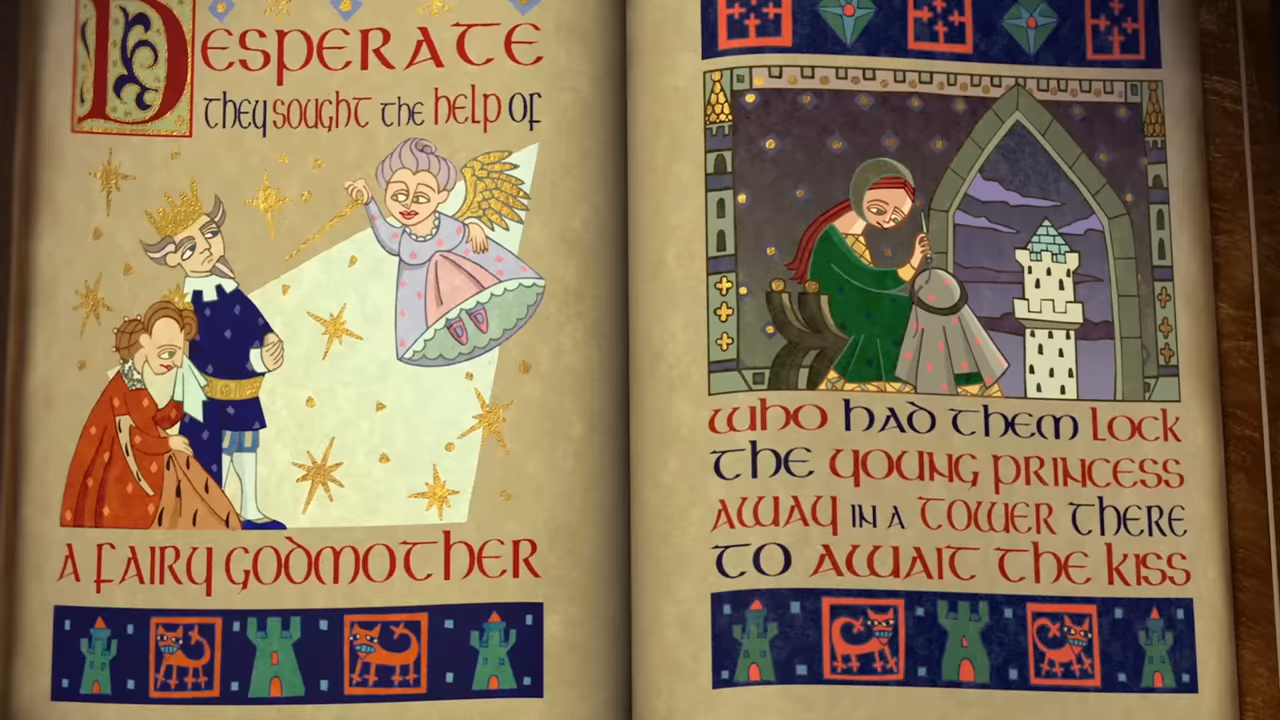 DESPERATE
they sought the help of
A FAIRY GODMOTHER
WHO HAD THEM LOCK
THE YOUNG PRINCESS
AWAY IN A TOWER THERE
TO AWAIT THE KISS